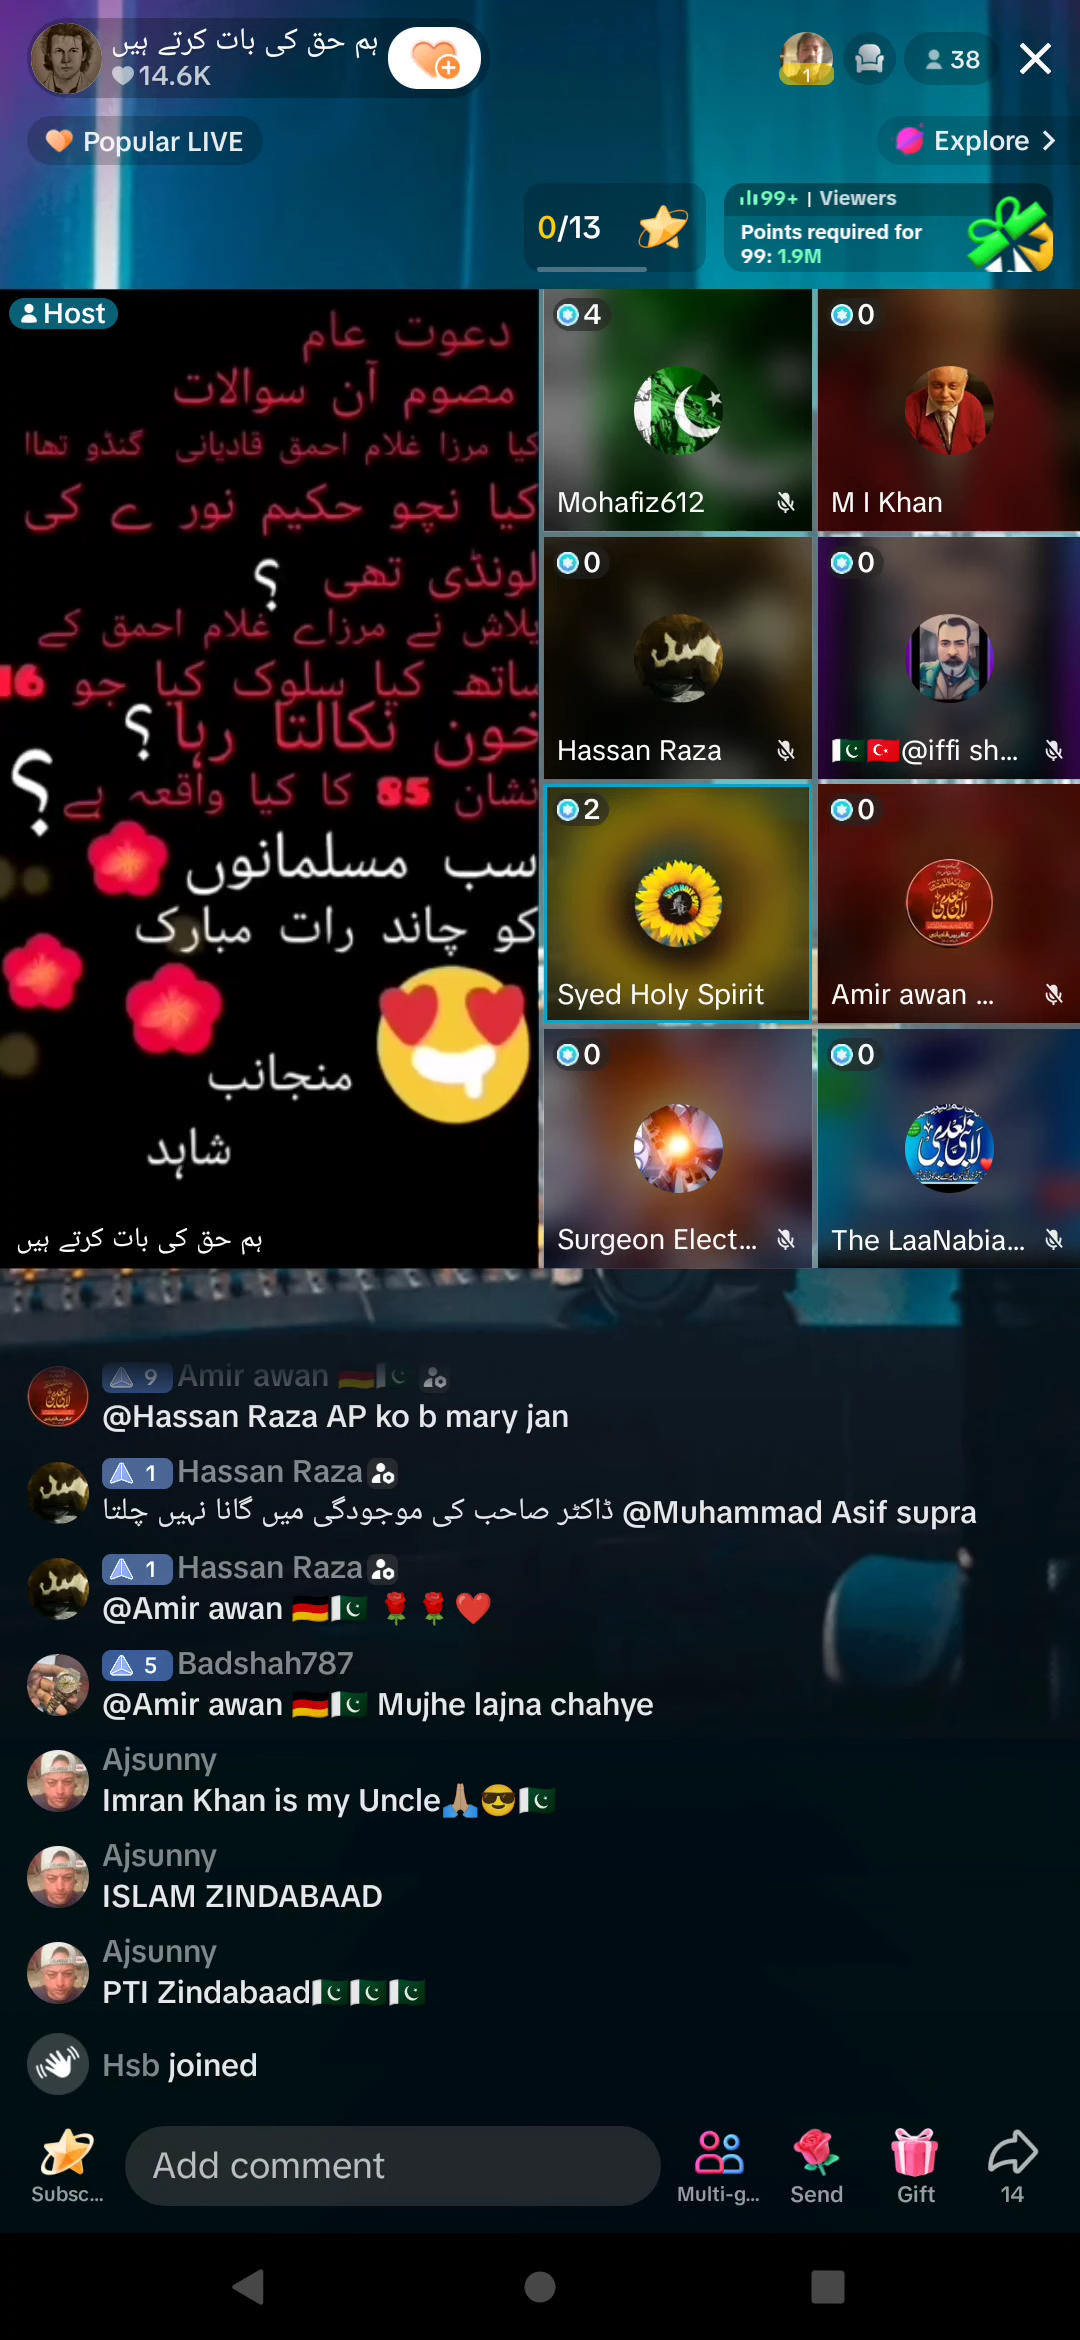 ہم حق کی بات کرتے ہیں
14.6K
1
38
Popular LIVE
Explore
0/13
99+ | Viewers
Points required for
99: 1.9M
Host
دعوت عام
مصوم آن سوالات
کیا مرزا غلام احمق قادیانی گنڈو تھاا
کیا نچو حکیم نور ے کی
لونڈی تھی ؟
پلاش نے مرزاے غلام احمق کے
ساتھ کیا سلوک کیا جو 16
خون نکالتا رہا ؟
نشان 85 کا کیا واقعہ ہے ؟
سب مسلمانوں
کو چاند رات مبارک
منجانب
شاہد
ہم حق کی بات کرتے ہیں
4
Mohafiz612
0
M I Khan
0
Hassan Raza
0
🇵🇰🇹🇷@iffi sh...
2
Syed Holy Spirit
0
Amir awan ...
0
Surgeon Elect...
0
The LaaNabia...
9 Amir awan 🇩🇪🇵🇰
@Hassan Raza AP ko b mary jan
1 Hassan Raza
ڈاکٹر صاحب کی موجودگی میں گانا نہیں چلتا @Muhammad Asif supra
1 Hassan Raza
@Amir awan 🇩🇪🇵🇰 🌹🌹❤️
5 Badshah787
@Amir awan 🇩🇪🇵🇰 Mujhe lajna chahye
Ajsunny
Imran Khan is my Uncle🙏🏽😎🇵🇰
Ajsunny
ISLAM ZINDABAAD
Ajsunny
PTI Zindabaad🇵🇰🇵🇰🇵🇰
Hsb joined
Add comment
Subsc...
Multi-g...
Send
Gift
14